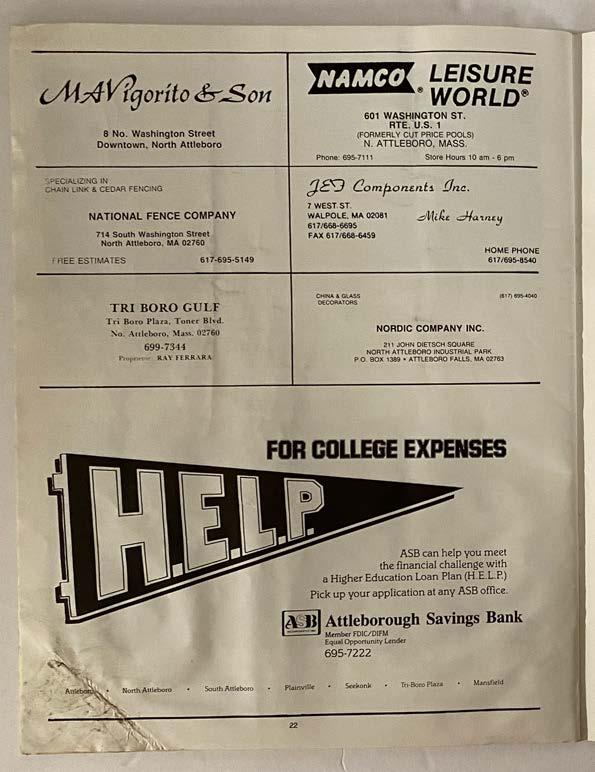 MAVigorito & Son
8 No. Washington Street
Downtown, North Attleboro
NAMCO® LEISURE
WORLD®
601 WASHINGTON ST.
RTE. U.S. 1
(FORMERLY CUT PRICE POOLS)
N. ATTLEBORO, MASS.
Phone: 695-7111 Store Hours 10 am - 6 pm
SPECIALIZING IN
CHAIN LINK & CEDAR FENCING
NATIONAL FENCE COMPANY
714 South Washington Street
North Attleboro, MA 02760
FREE ESTIMATES 617-695-5149
JEF Components Inc.
7 WEST ST.
WALPOLE, MA 02081
617/668-6695
FAX 617/668-6459
Mike Harney
HOME PHONE
617/695-8540
TRI BORO GULF
Tri Boro Plaza, Toner Blvd.
No. Attleboro, Mass. 02760
699-7344
Proprietor: RAY FERRARA
CHINA & GLASS
DECORATORS
(617) 695-4040
NORDIC COMPANY INC.
211 JOHN DIETSCH SQUARE
NORTH ATTLEBORO INDUSTRIAL PARK
P.O. BOX 1389 • ATTLEBORO FALLS, MA 02763
FOR COLLEGE EXPENSES
H.E.L.P.
ASB can help you meet
the financial challenge with
a Higher Education Loan Plan (H.E.L.P.)
Pick up your application at any ASB office.
ASB Attleborough Savings Bank
Member FDIC/DIFM
Equal Opportunity Lender
695-7222
Attleboro • North Attleboro • South Attleboro • Plainville • Seekonk • Tri-Boro Plaza • Mansfield
22